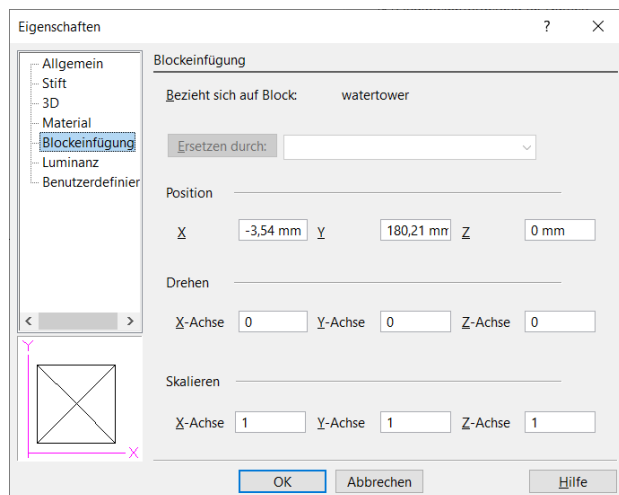 Eigenschaften ? ×
Allgemein
Stift
3D
Material
Blockeinfügung
Luminanz
Benutzerdefinier
Blockeinfügung
Bezieht sich auf Block: watertower
Ersetzen durch:
Position
X -3,54 mm Y 180,21 mm Z 0 mm
Drehen
X-Achse 0 Y-Achse 0 Z-Achse 0
Skalieren
X-Achse 1 Y-Achse 1 Z-Achse 1
Y
X
OK Abbrechen Hilfe